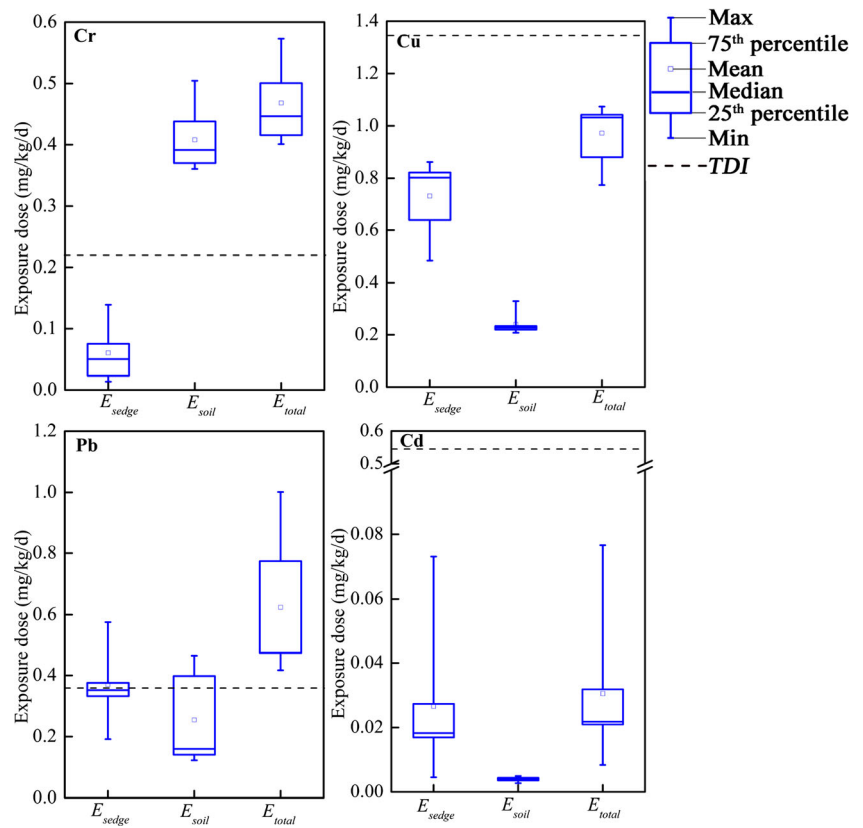 Cr
Exposure dose (mg/kg/d)
0.6
0.5
0.4
0.3
0.2
0.1
0.0
E_sedge E_soil E_total
Cu
Exposure dose (mg/kg/d)
1.4
1.2
1.0
0.8
0.6
0.4
0.2
0.0
E_sedge E_soil E_total
Max
75th percentile
Mean
Median
25th percentile
Min
TDI
Pb
Exposure dose (mg/kg/d)
1.2
1.0
0.8
0.6
0.4
0.2
0.0
E_sedge E_soil E_total
Cd
Exposure dose (mg/kg/d)
0.6
0.5
0.08
0.06
0.04
0.02
0.00
E_sedge E_soil E_total